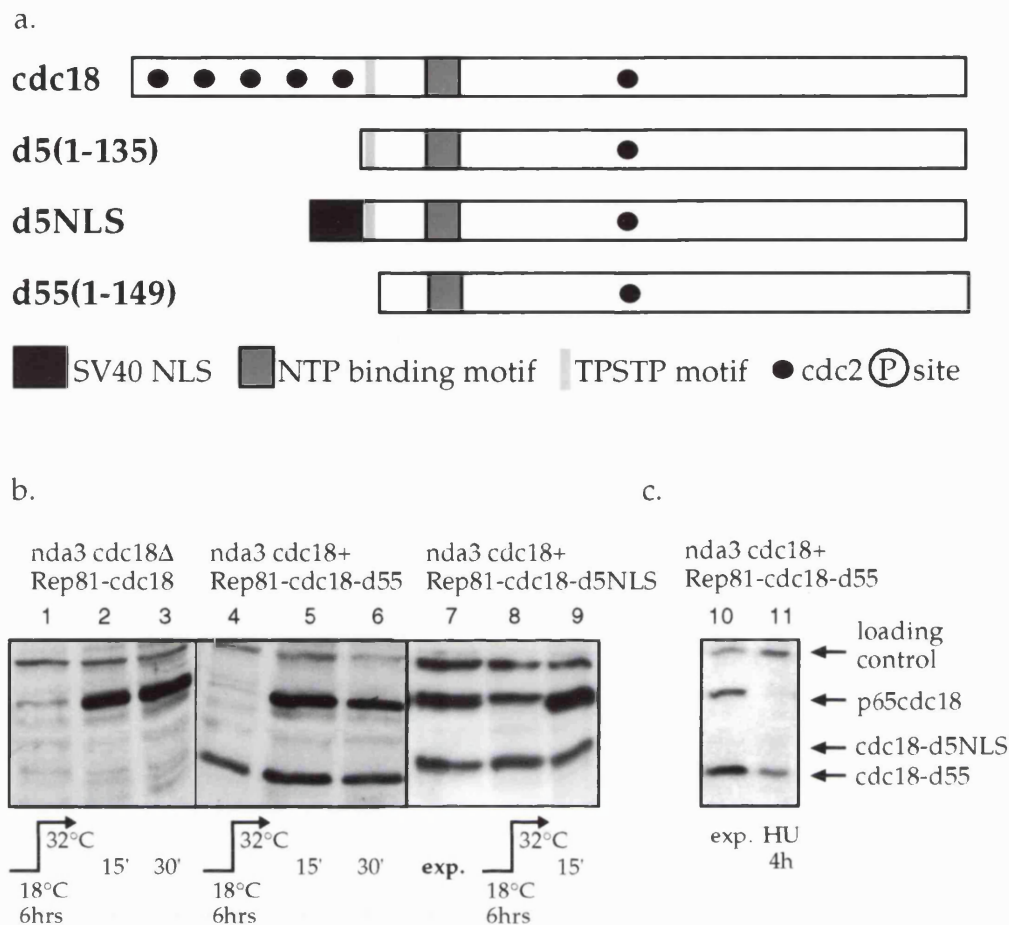 a.
cdc18
d5(1-135)
d5NLS
d55(1-149)
SV40 NLS NTP binding motif TPSTP motif cdc2 P site
b. c.
nda3 cdc18Δ nda3 cdc18+ nda3 cdc18+ nda3 cdc18+
Rep81-cdc18 Rep81-cdc18-d55 Rep81-cdc18-d5NLS Rep81-cdc18-d55
1 2 3 4 5 6 7 8 9 10 11
loading
control
p65cdc18
cdc18-d5NLS
cdc18-d55
32°C 15' 30' 32°C 15' 30' exp. 32°C 15' exp. HU
4h
18°C 18°C 18°C
6hrs 6hrs 6hrs